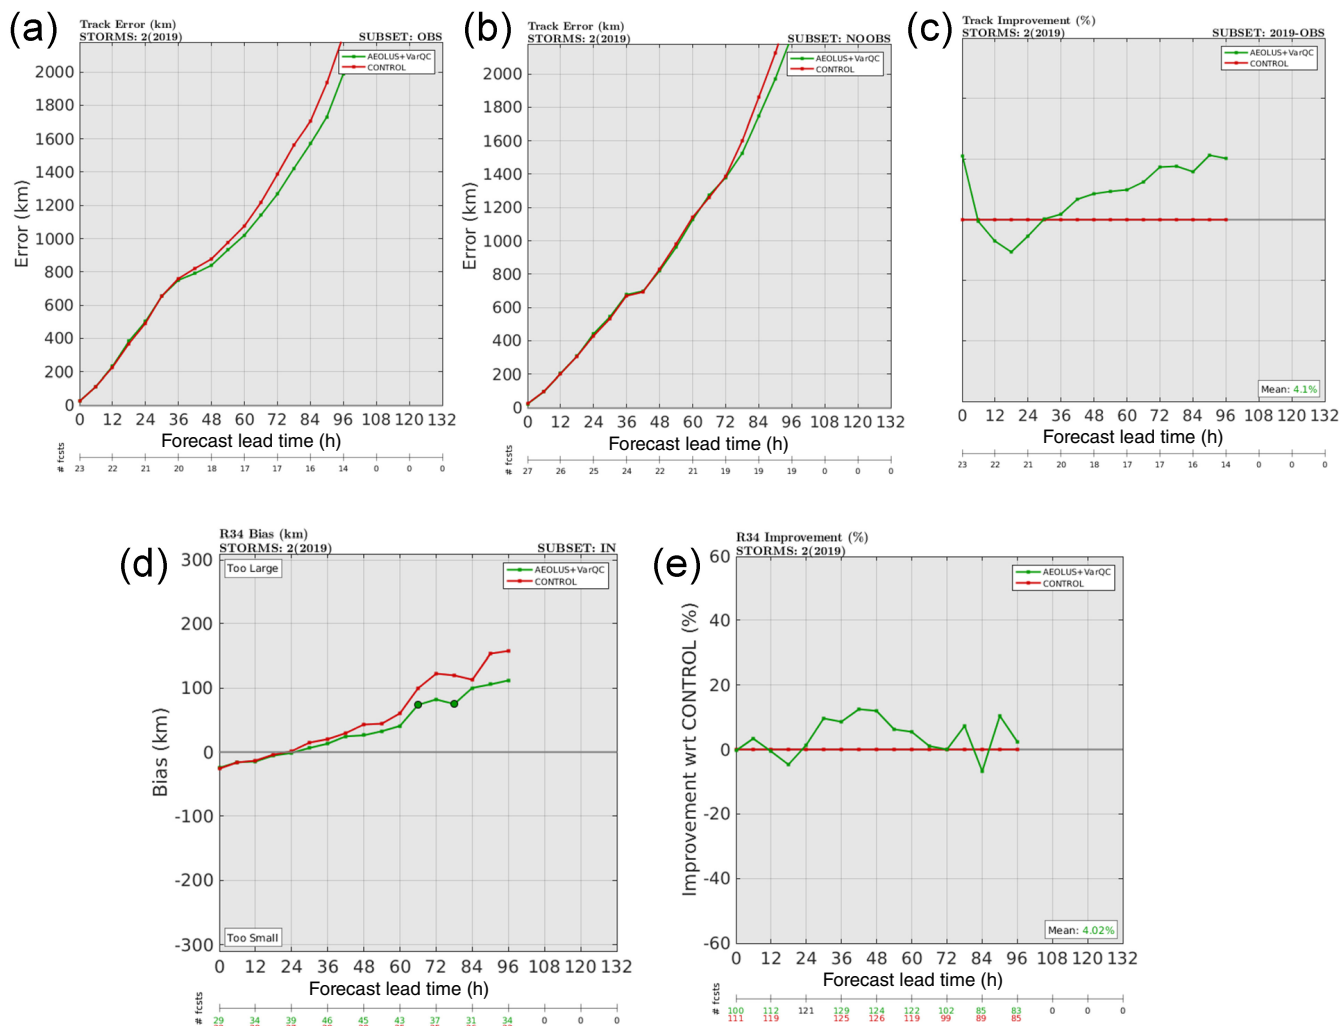 (a)
Track Error (km)
STORMS: 2(2019) SUBSET: OBS
AEOLUS+VarQC
CONTROL
Error (km)
2000
1800
1600
1400
1200
1000
800
600
400
200
0
0 12 24 36 48 60 72 84 96 108 120 132
Forecast lead time (h)
# fcsts
23 22 21 20 18 17 17 16 14 0 0 0
(b)
Track Error (km)
STORMS: 2(2019) SUBSET: NOOBS
AEOLUS+VarQC
CONTROL
Error (km)
2000
1800
1600
1400
1200
1000
800
600
400
200
0
0 12 24 36 48 60 72 84 96 108 120 132
Forecast lead time (h)
# fcsts
27 26 25 24 22 21 19 19 19 0 0 0
(c)
Track Improvement (%)
STORMS: 2(2019) SUBSET: 2019-OBS
AEOLUS+VarQC
CONTROL
Mean: 4.1%
0 12 24 36 48 60 72 84 96 108 120 132
Forecast lead time (h)
# fcsts
23 22 21 20 18 17 17 16 14 0 0 0
(d)
R34 Bias (km)
STORMS: 2(2019) SUBSET: IN
Too Large
AEOLUS+VarQC
CONTROL
Bias (km)
300
200
100
0
-100
-200
-300
Too Small
0 12 24 36 48 60 72 84 96 108 120 132
Forecast lead time (h)
# fcsts
29 34 39 46 45 43 37 31 34 0 0 0
(e)
R34 Improvement (%)
STORMS: 2(2019)
AEOLUS+VarQC
CONTROL
Improvement wrt CONTROL (%)
60
40
20
0
-20
-40
-60
Mean: 4.02%
0 12 24 36 48 60 72 84 96 108 120 132
Forecast lead time (h)
# fcsts
100 112 121 129 124 122 102 85 83 0 0 0
111 119 125 126 119 99 89 85